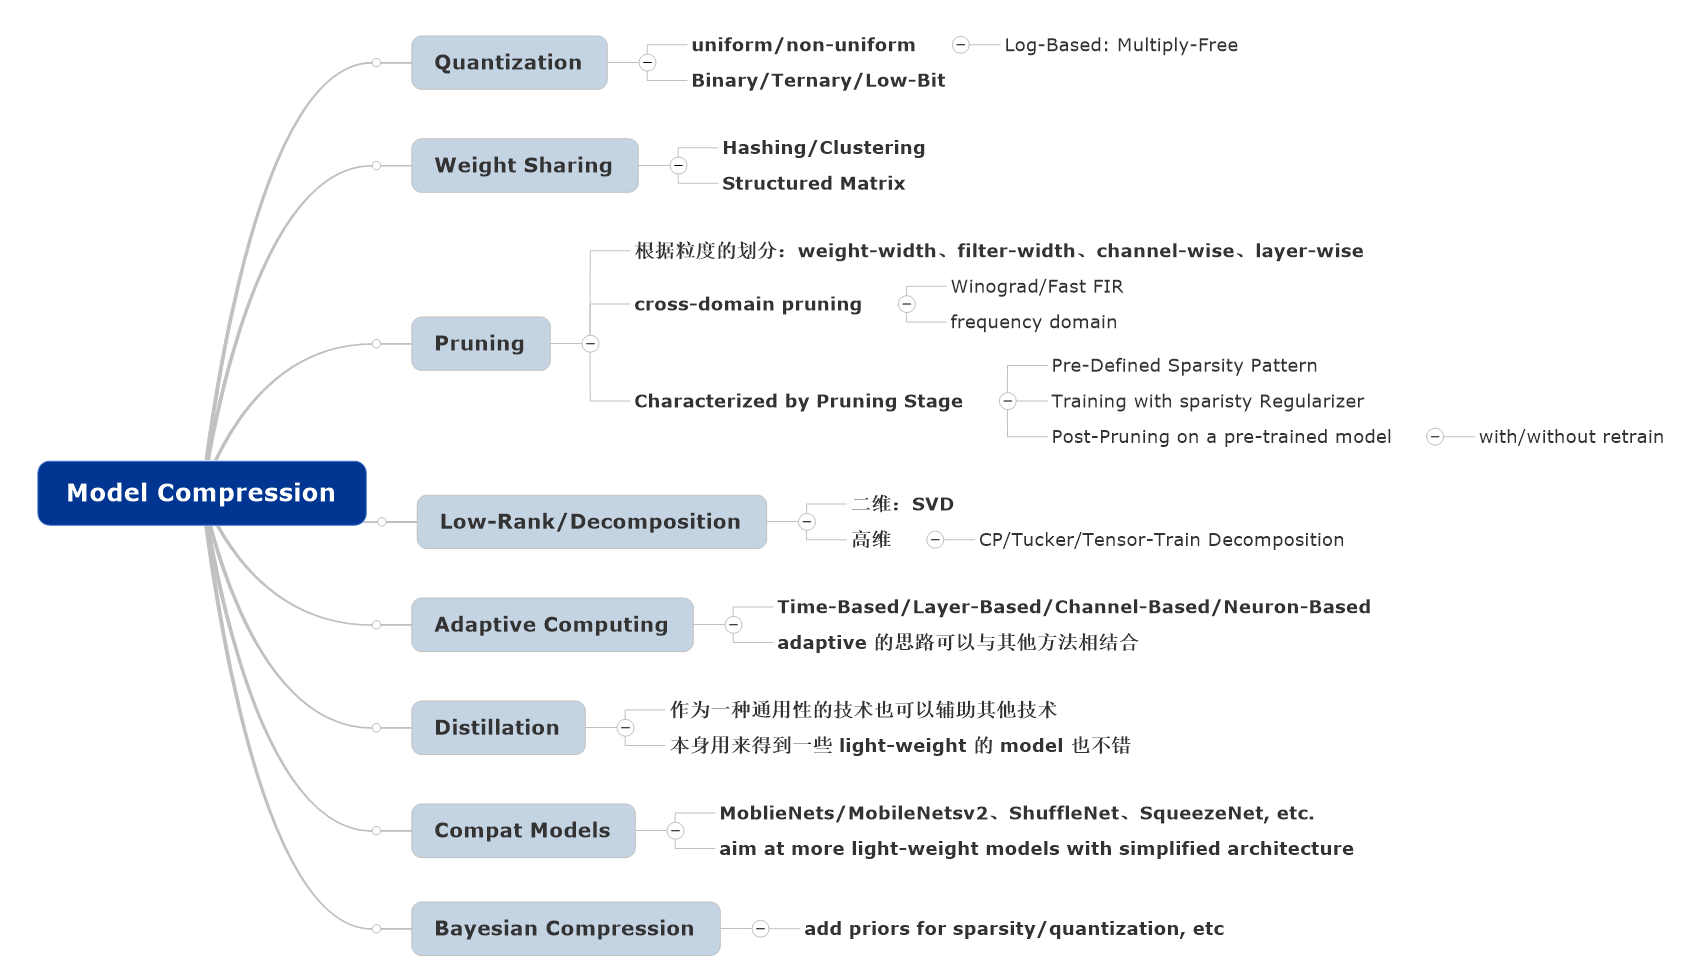 Quantization
uniform/non-uniform
Log-Based: Multiply-Free
Binary/Ternary/Low-Bit
Weight Sharing
Hashing/Clustering
Structured Matrix
Pruning
根据粒度的划分：weight-width、filter-width、channel-wise、layer-wise
cross-domain pruning
Winograd/Fast FIR
frequency domain
Characterized by Pruning Stage
Pre-Defined Sparsity Pattern
Training with sparisty Regularizer
Post-Pruning on a pre-trained model
with/without retrain
Model Compression
Low-Rank/Decomposition
二维：SVD
高维
CP/Tucker/Tensor-Train Decomposition
Adaptive Computing
Time-Based/Layer-Based/Channel-Based/Neuron-Based
adaptive 的思路可以与其他方法相结合
Distillation
作为一种通用性的技术也可以辅助其他技术
本身用来得到一些 light-weight 的 model 也不错
Compat Models
MoblieNets/MobileNetsv2、ShuffleNet、SqueezeNet, etc.
aim at more light-weight models with simplified architecture
Bayesian Compression
add priors for sparsity/quantization, etc